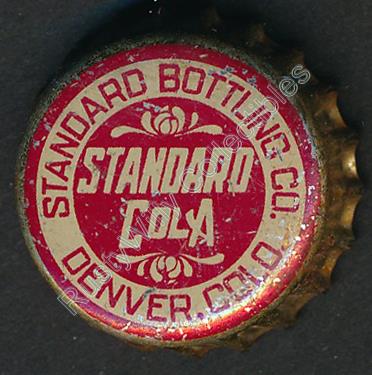 STANDARD BOTTLING CO.
STANDARD
COLA
DENVER, COLO.